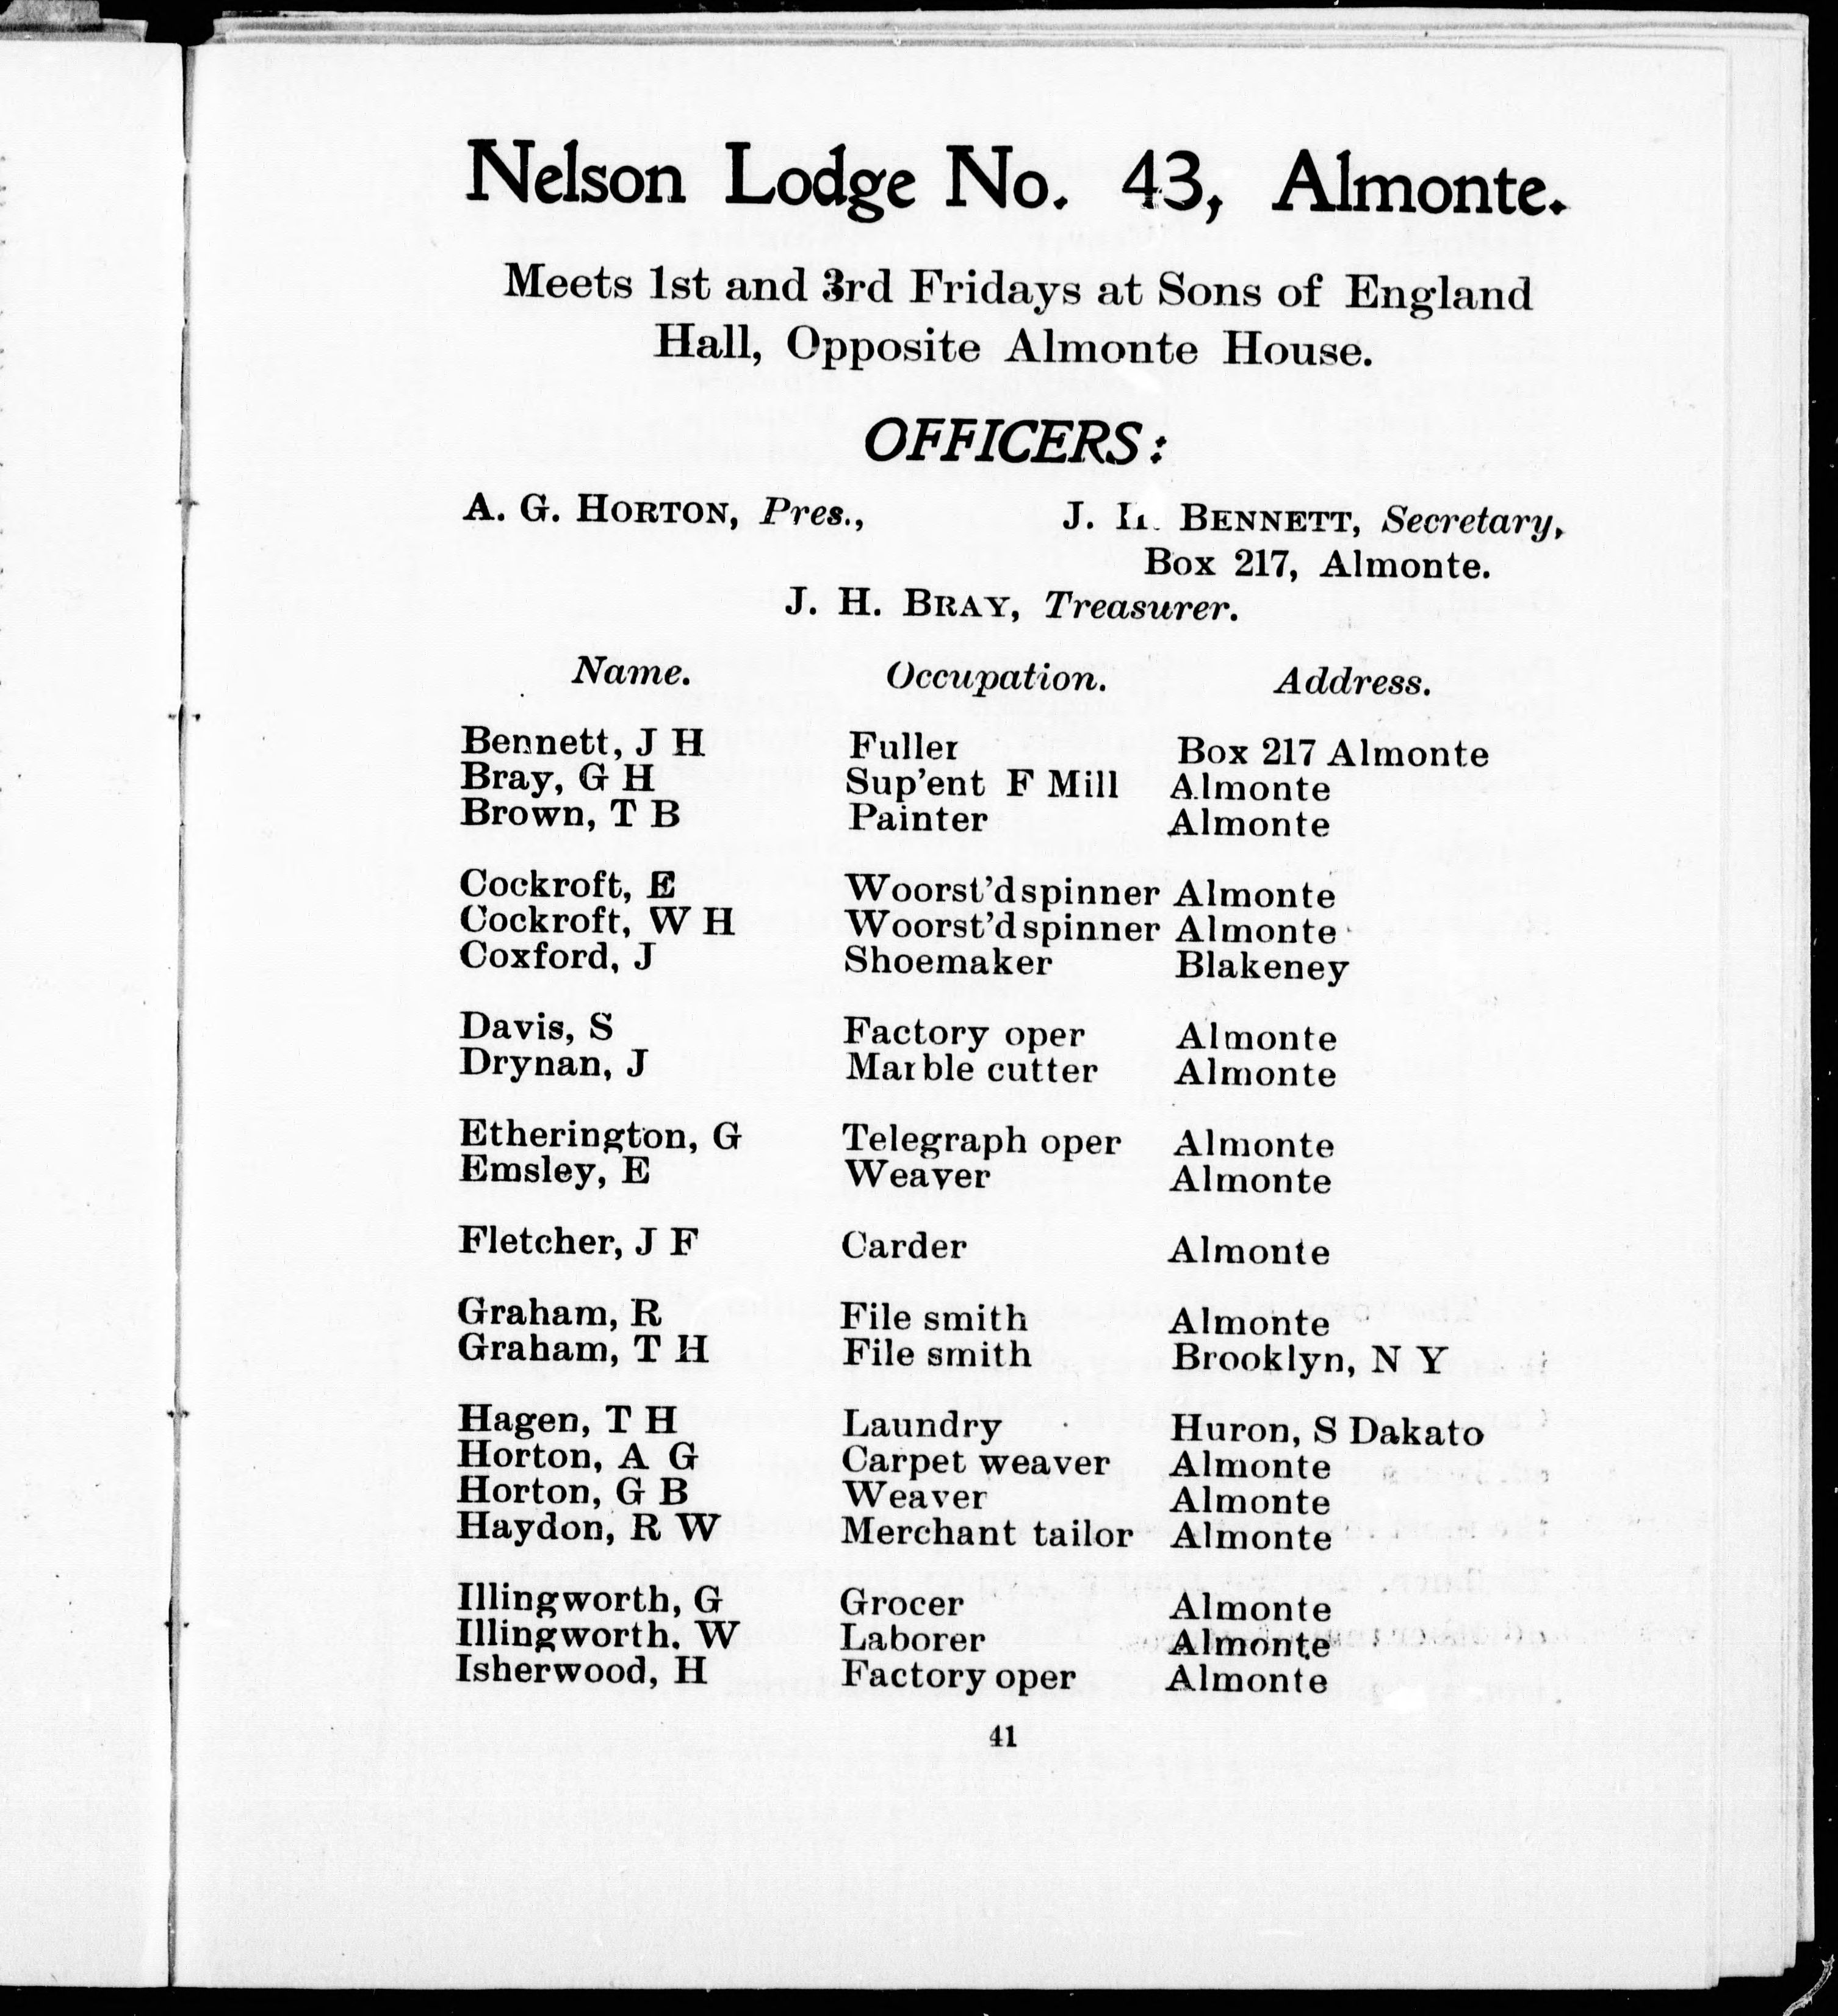 Nelson Lodge No. 43, Almonte.
Meets 1st and 3rd Fridays at Sons of England
Hall, Opposite Almonte House.
OFFICERS:
A. G. HORTON, Pres., J. H. BENNETT, Secretary,
Box 217, Almonte.
J. H. BRAY, Treasurer.
Name. Occupation. Address.
Bennett, J H Fuller Box 217 Almonte
Bray, G H Sup'ent F Mill Almonte
Brown, T B Painter Almonte
Cockroft, E Woorst'd spinner Almonte
Cockroft, W H Woorst'd spinner Almonte
Coxford, J Shoemaker Blakeney
Davis, S Factory oper Almonte
Drynan, J Marble cutter Almonte
Etherington, G Telegraph oper Almonte
Emsley, E Weaver Almonte
Fletcher, J F Carder Almonte
Graham, R File smith Almonte
Graham, T H File smith Brooklyn, N Y
Hagen, T H Laundry Huron, S Dakato
Horton, A G Carpet weaver Almonte
Horton, G B Weaver Almonte
Haydon, R W Merchant tailor Almonte
Illingworth, G Grocer Almonte
Illingworth. W Laborer Almonte
Isherwood, H Factory oper Almonte
41